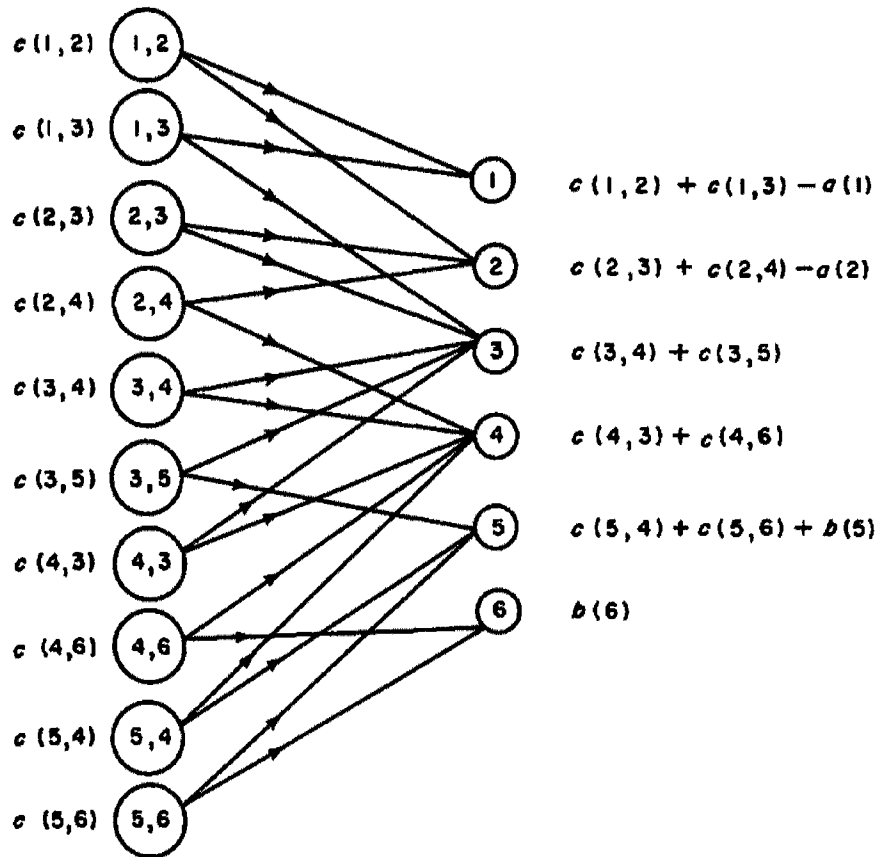 c(1,2) 1,2
c(1,3) 1,3
1 c(1,2) + c(1,3) – a(1)
c(2,3) 2,3
2 c(2,3) + c(2,4) – a(2)
c(2,4) 2,4
3 c(3,4) + c(3,5)
c(3,4) 3,4
4 c(4,3) + c(4,6)
c(3,5) 3,5
5 c(5,4) + c(5,6) + b(5)
c(4,3) 4,3
6 b(6)
c (4,6) 4,6
c (5,4) 5,4
c (5,6) 5,6